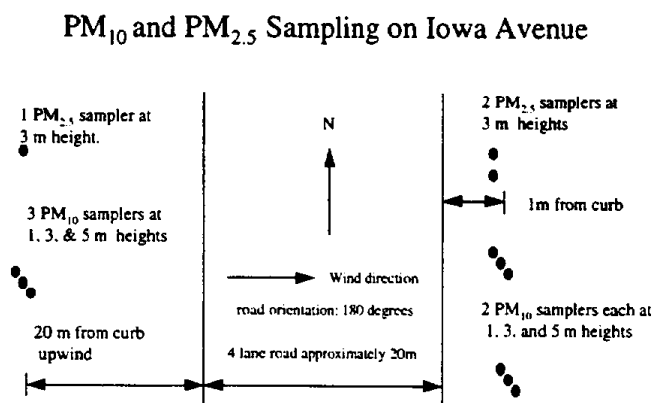 PM10 and PM2.5 Sampling on Iowa Avenue
1 PM2.5 sampler at
3 m height.
3 PM10 samplers at
1, 3, & 5 m heights
20 m from curb
upwind
N
Wind direction
road orientation: 180 degrees
4 lane road approximately 20m
2 PM2.5 samplers at
3 m heights
1m from curb
2 PM10 samplers each at
1, 3, and 5 m heights